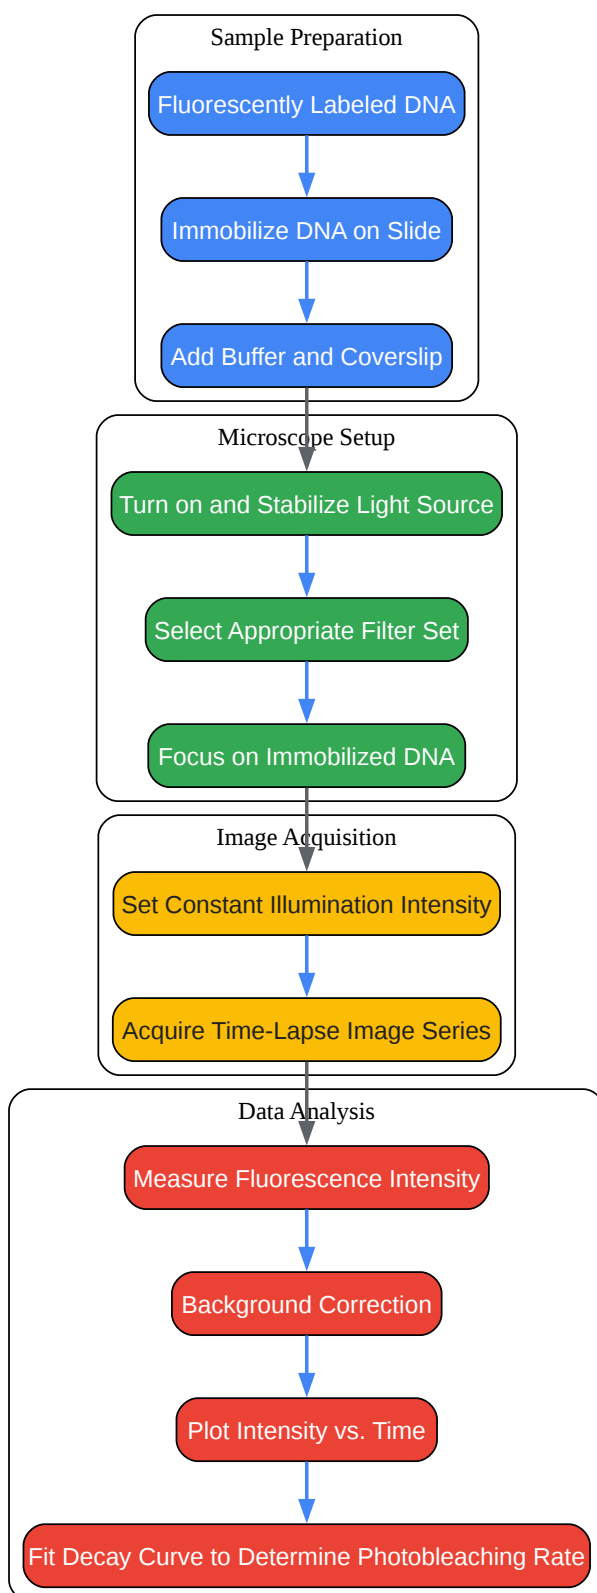 Sample Preparation
Fluorescently Labeled DNA
Immobilize DNA on Slide
Add Buffer and Coverslip
Microscope Setup
Turn on and Stabilize Light Source
Select Appropriate Filter Set
Focus on Immobilized DNA
Image Acquisition
Set Constant Illumination Intensity
Acquire Time-Lapse Image Series
Data Analysis
Measure Fluorescence Intensity
Background Correction
Plot Intensity vs. Time
Fit Decay Curve to Determine Photobleaching Rate